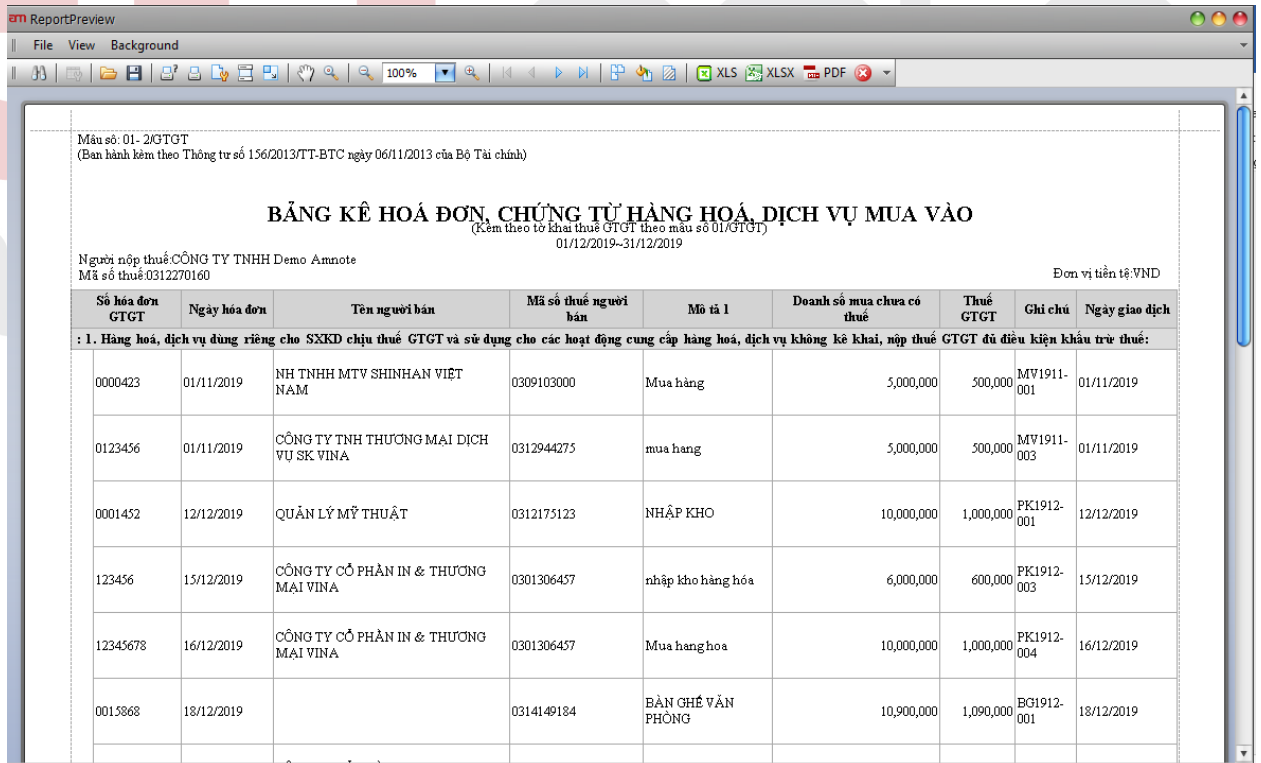 am ReportPreview
File View Background
100% XLS XLSX PDF
Mẫu số: 01- 2/GTGT
(Ban hành kèm theo Thông tư số 156/2013/TT-BTC ngày 06/11/2013 của Bộ Tài chính)
BẢNG KÊ HOÁ ĐƠN, CHỨNG TỪ HÀNG HOÁ, DỊCH VỤ MUA VÀO
(Kèm theo tờ khai thuế GTGT theo mẫu số 01/GTGT)
01/12/2019~31/12/2019
Người nộp thuế:CÔNG TY TNHH Demo Amnote
Mã số thuế:0312270160 Đơn vị tiền tệ:VND
Số hóa đơn GTGT Ngày hóa đơn Tên người bán Mã số thuế người bán Mô tả 1 Doanh số mua chưa có thuế Thuế GTGT Ghi chú Ngày giao dịch
: 1. Hàng hoá, dịch vụ dùng riêng cho SXKD chịu thuế GTGT và sử dụng cho các hoạt động cung cấp hàng hoá, dịch vụ không kê khai, nộp thuế GTGT đủ điều kiện khấu trừ thuế:
0000423 01/11/2019 NH TNHH MTV SHINHAN VIỆT NAM 0309103000 Mua hàng 5,000,000 500,000 MV1911-001 01/11/2019
0123456 01/11/2019 CÔNG TY TNH THƯƠNG MẠI DỊCH VỤ SK VINA 0312944275 mua hang 5,000,000 500,000 MV1911-003 01/11/2019
0001452 12/12/2019 QUẢN LÝ MỸ THUẬT 0312175123 NHẬP KHO 10,000,000 1,000,000 PK1912-001 12/12/2019
123456 15/12/2019 CÔNG TY CỔ PHẦN IN & THƯƠNG MẠI VINA 0301306457 nhập kho hàng hóa 6,000,000 600,000 PK1912-003 15/12/2019
12345678 16/12/2019 CÔNG TY CỔ PHẦN IN & THƯƠNG MẠI VINA 0301306457 Mua hang hoa 10,000,000 1,000,000 PK1912-004 16/12/2019
0015868 18/12/2019 0314149184 BÀN GHẾ VĂN PHÒNG 10,900,000 1,090,000 BG1912-001 18/12/2019